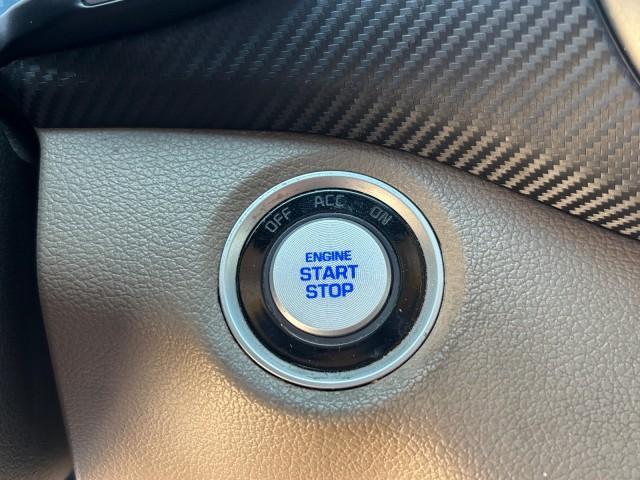 OFF ACC ON
ENGINE
START
STOP